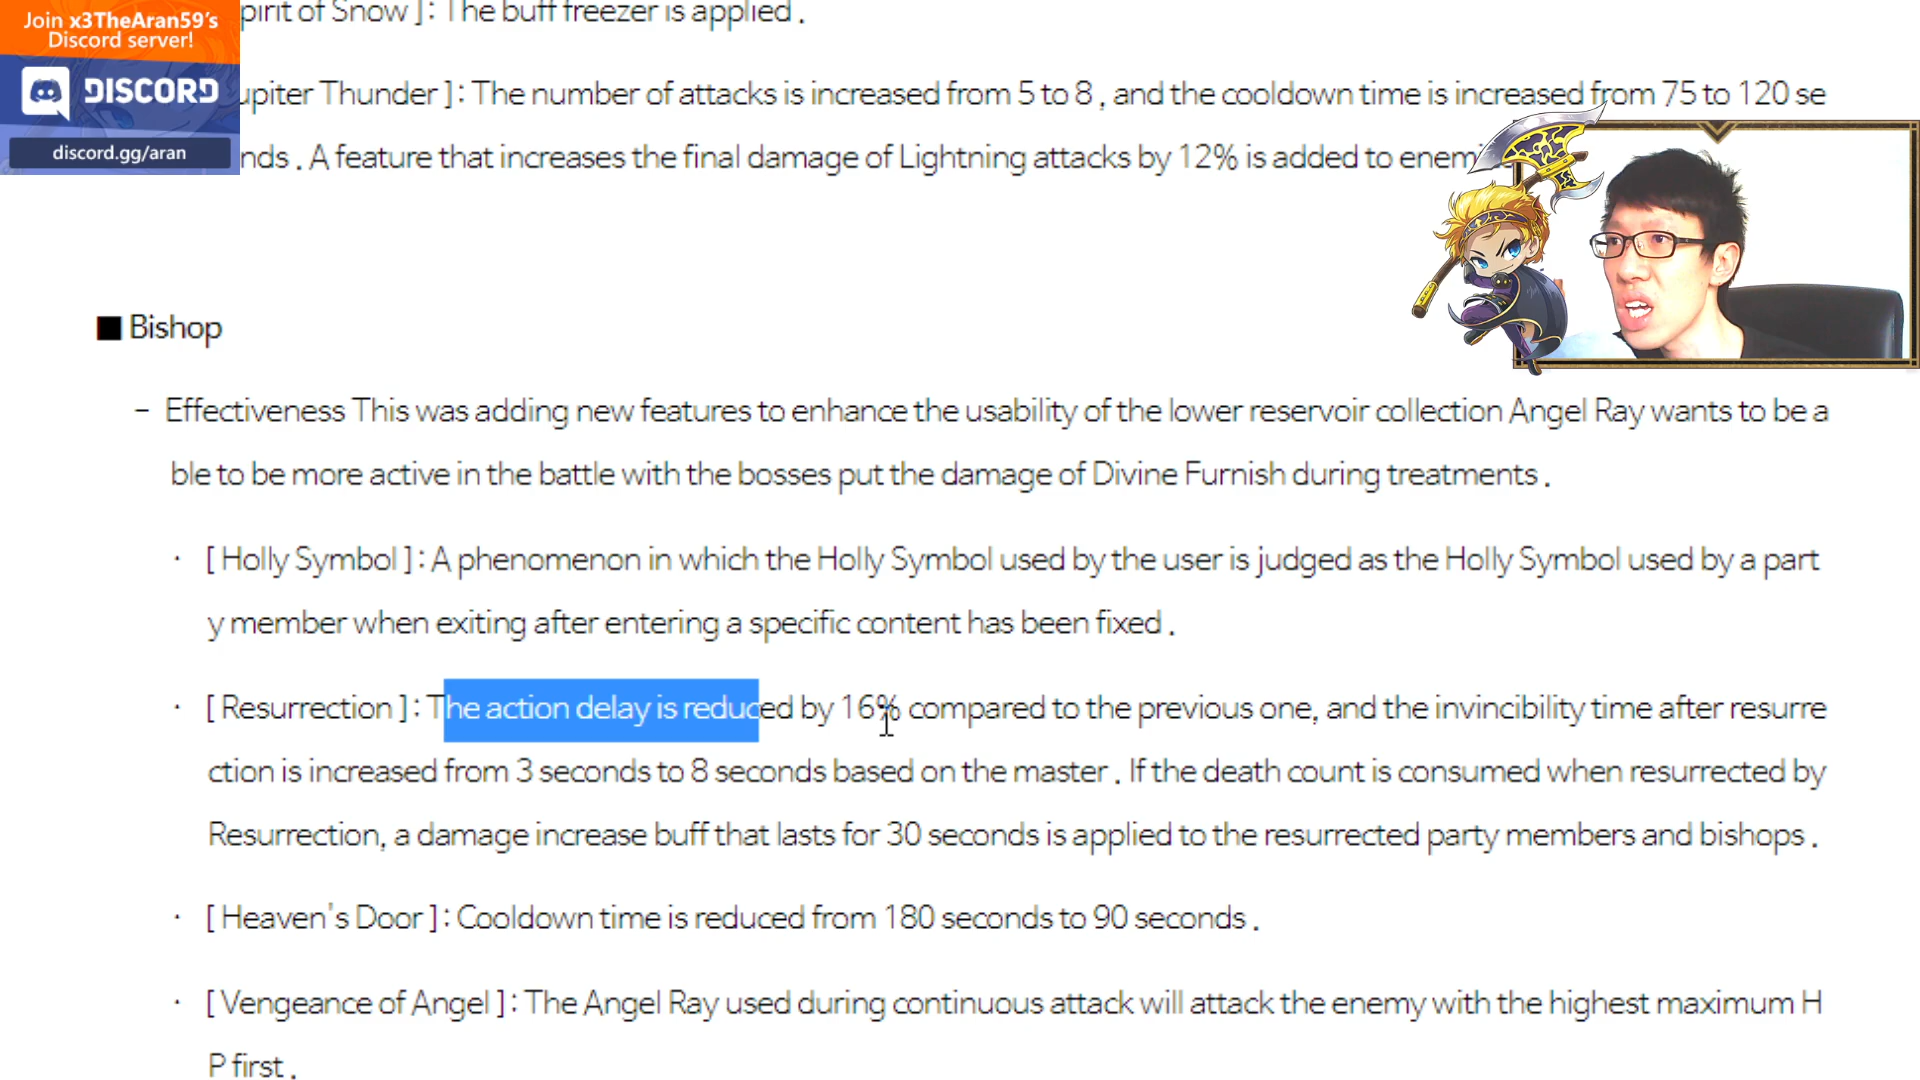 Join x3TheAran59's
Discord server!
DISCORD
discord.gg/aran
pirit of Snow ] : The buff freezer is applied .
upiter Thunder ] : The number of attacks is increased from 5 to 8 , and the cooldown time is increased from 75 to 120 se
nds . A feature that increases the final damage of Lightning attacks by 12% is added to enemi
■ Bishop
– Effectiveness This was adding new features to enhance the usability of the lower reservoir collection Angel Ray wants to be a
ble to be more active in the battle with the bosses put the damage of Divine Furnish during treatments .
· [ Holly Symbol ] : A phenomenon in which the Holly Symbol used by the user is judged as the Holly Symbol used by a part
y member when exiting after entering a specific content has been fixed .
· [ Resurrection ] : The action delay is reduced by 16% compared to the previous one, and the invincibility time after resurre
ction is increased from 3 seconds to 8 seconds based on the master . If the death count is consumed when resurrected by
Resurrection, a damage increase buff that lasts for 30 seconds is applied to the resurrected party members and bishops .
· [ Heaven's Door ] : Cooldown time is reduced from 180 seconds to 90 seconds .
· [ Vengeance of Angel ] : The Angel Ray used during continuous attack will attack the enemy with the highest maximum H
P first .